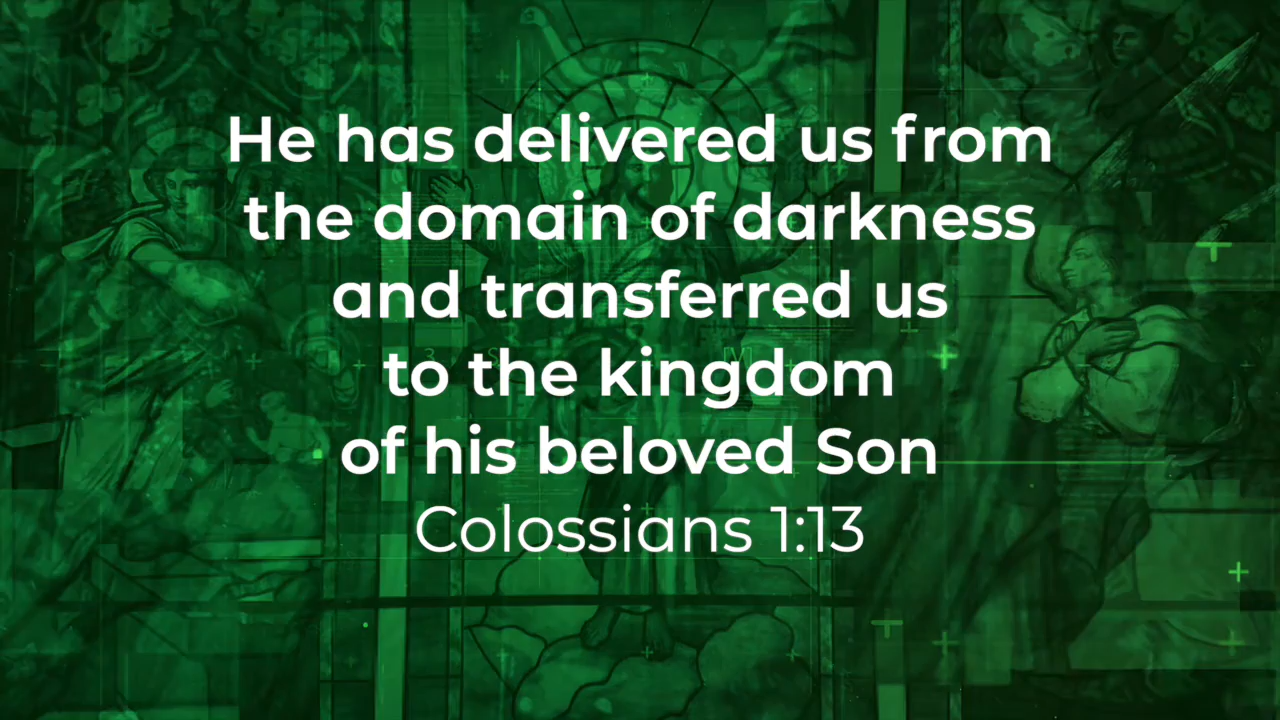 He has delivered us from
the domain of darkness
and transferred us
to the kingdom
of his beloved Son
Colossians 1:13